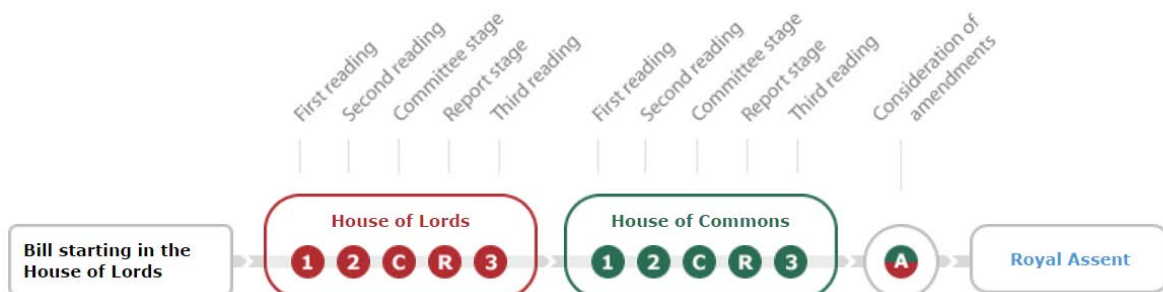 First reading
Second reading
Committee stage
Report stage
Third reading
First reading
Second reading
Committee stage
Report stage
Third reading
Consideration of
amendments
Bill starting in the
House of Lords
House of Lords
1 2 C R 3
House of Commons
1 2 C R 3
A
Royal Assent